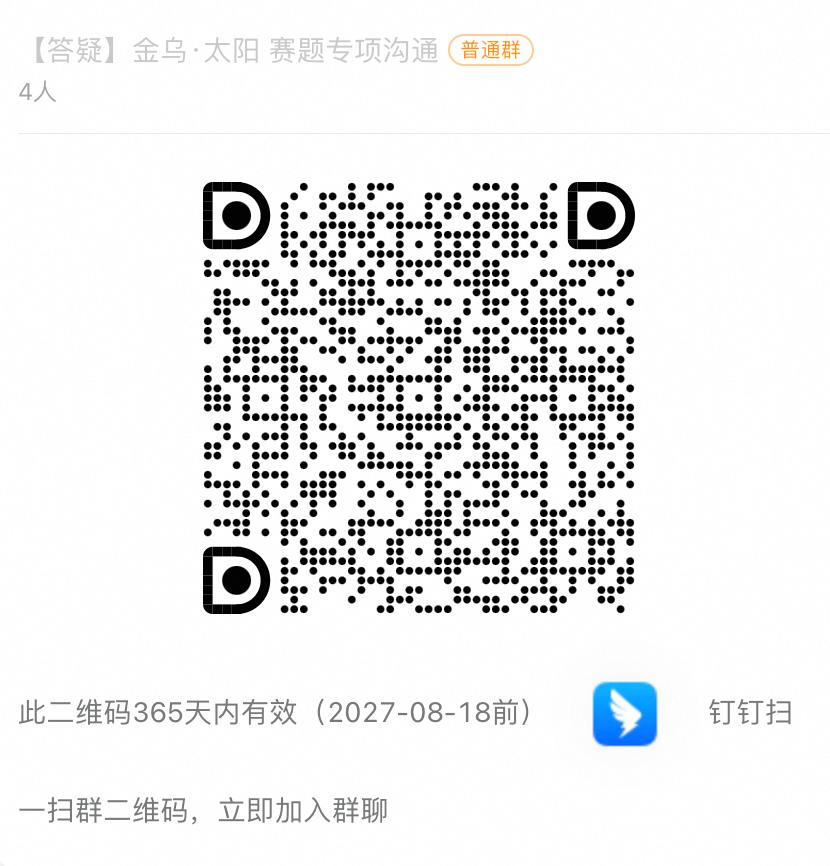 【答疑】金乌·太阳 赛题专项沟通 普通群
4人
此二维码365天内有效（2027-08-18前） 钉钉扫
一扫群二维码，立即加入群聊